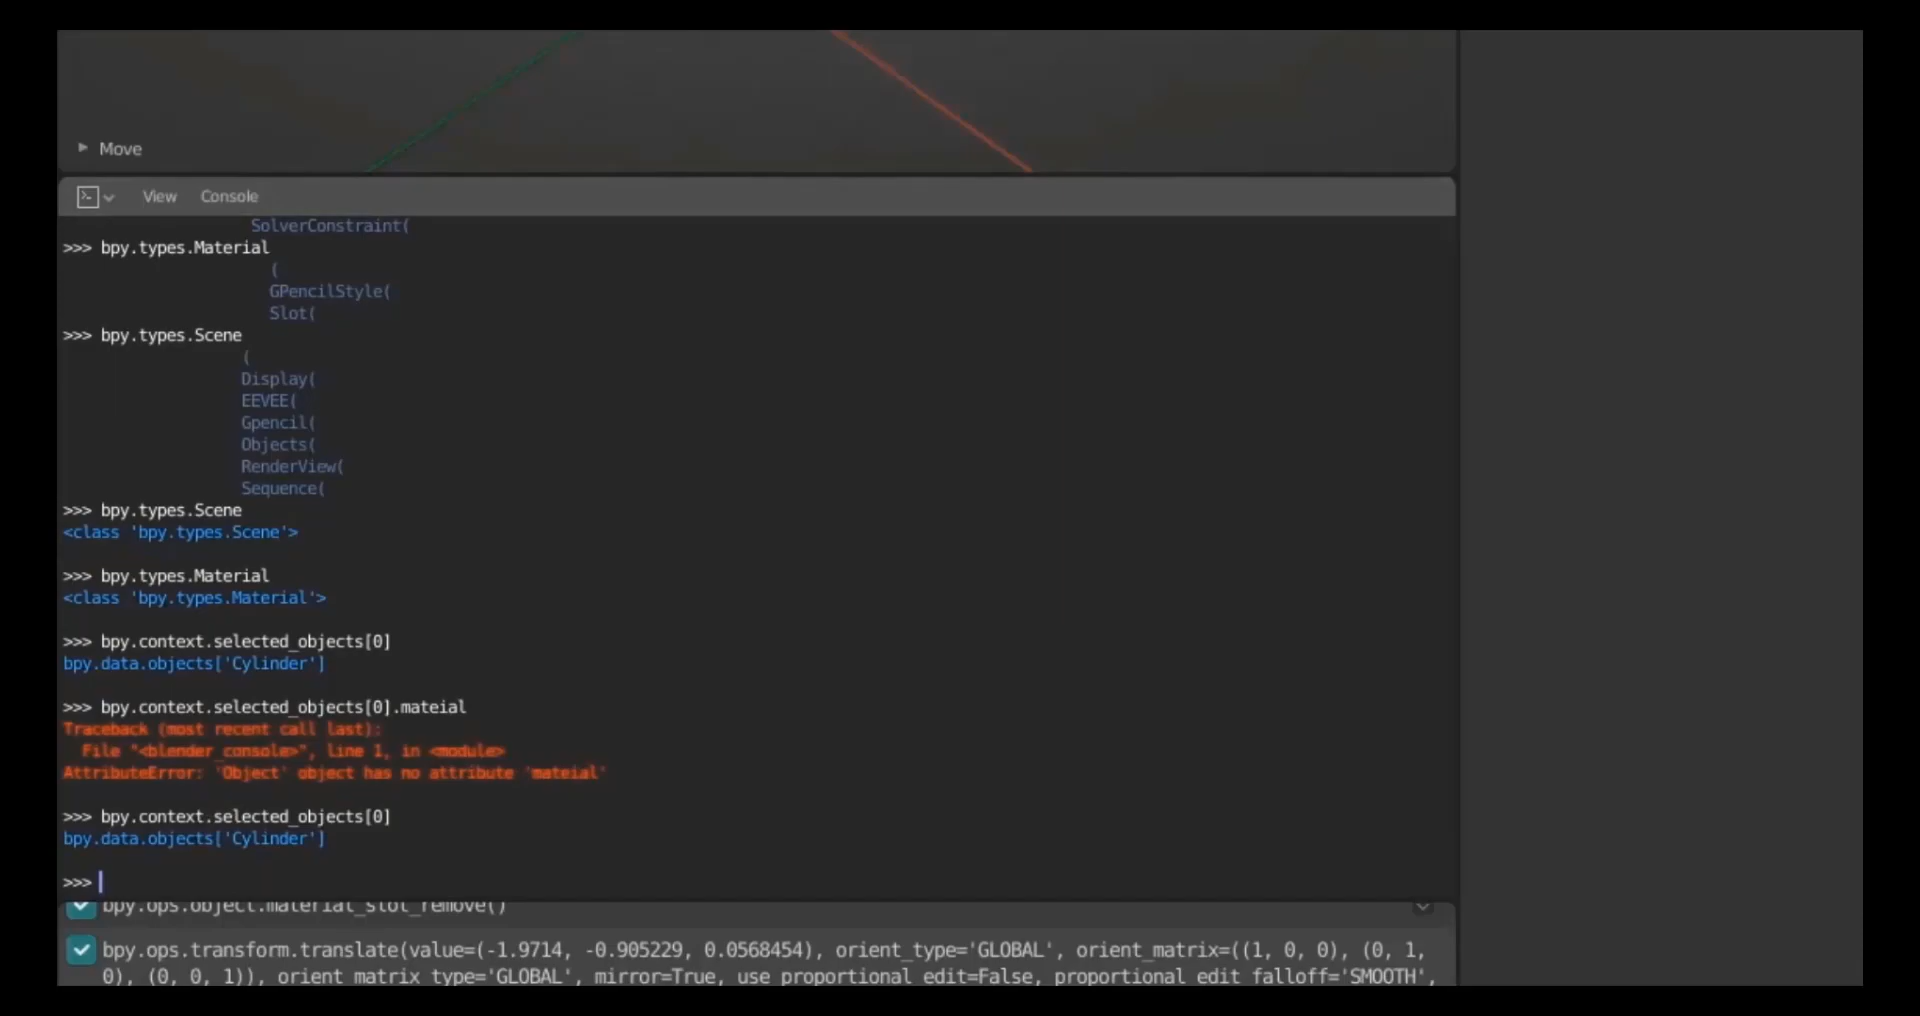 Move
View Console
SolverConstraint(
>>> bpy.types.Material
(
GPencilStyle(
Slot(
>>> bpy.types.Scene
(
Display(
EEVEE(
Gpencil(
Objects(
RenderView(
Sequence(
>>> bpy.types.Scene
<class 'bpy.types.Scene'>
>>> bpy.types.Material
<class 'bpy.types.Material'>
>>> bpy.context.selected_objects[0]
bpy.data.objects['Cylinder']
>>> bpy.context.selected_objects[0].mateial
Traceback (most recent call last):
File "<blender_console>", line 1, in <module>
AttributeError: 'Object' object has no attribute 'mateial'
>>> bpy.context.selected_objects[0]
bpy.data.objects['Cylinder']
>>>
bpy.ops.object.material_slot_remove()
bpy.ops.transform.translate(value=(-1.9714, -0.905229, 0.0568454), orient_type='GLOBAL', orient_matrix=((1, 0, 0), (0, 1,
0), (0, 0, 1)), orient_matrix_type='GLOBAL', mirror=True, use_proportional_edit=False, proportional_edit_falloff='SMOOTH',